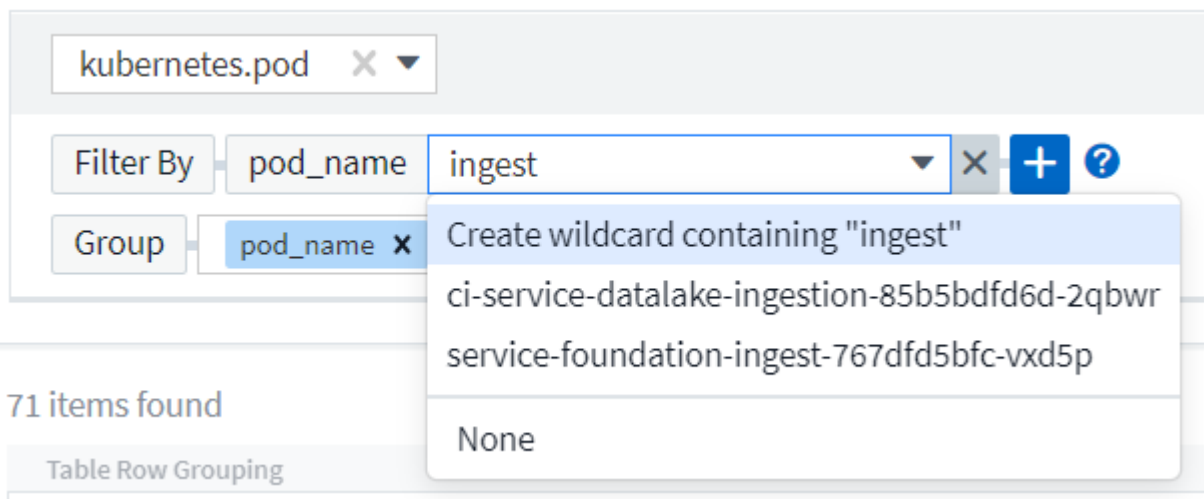 kubernetes.pod
Filter By pod_name ingest
Create wildcard containing "ingest"
Group pod_name
ci-service-datalake-ingestion-85b5bdfd6d-2qbwr
service-foundation-ingest-767dfd5bfc-vxd5p
71 items found
None
Table Row Grouping